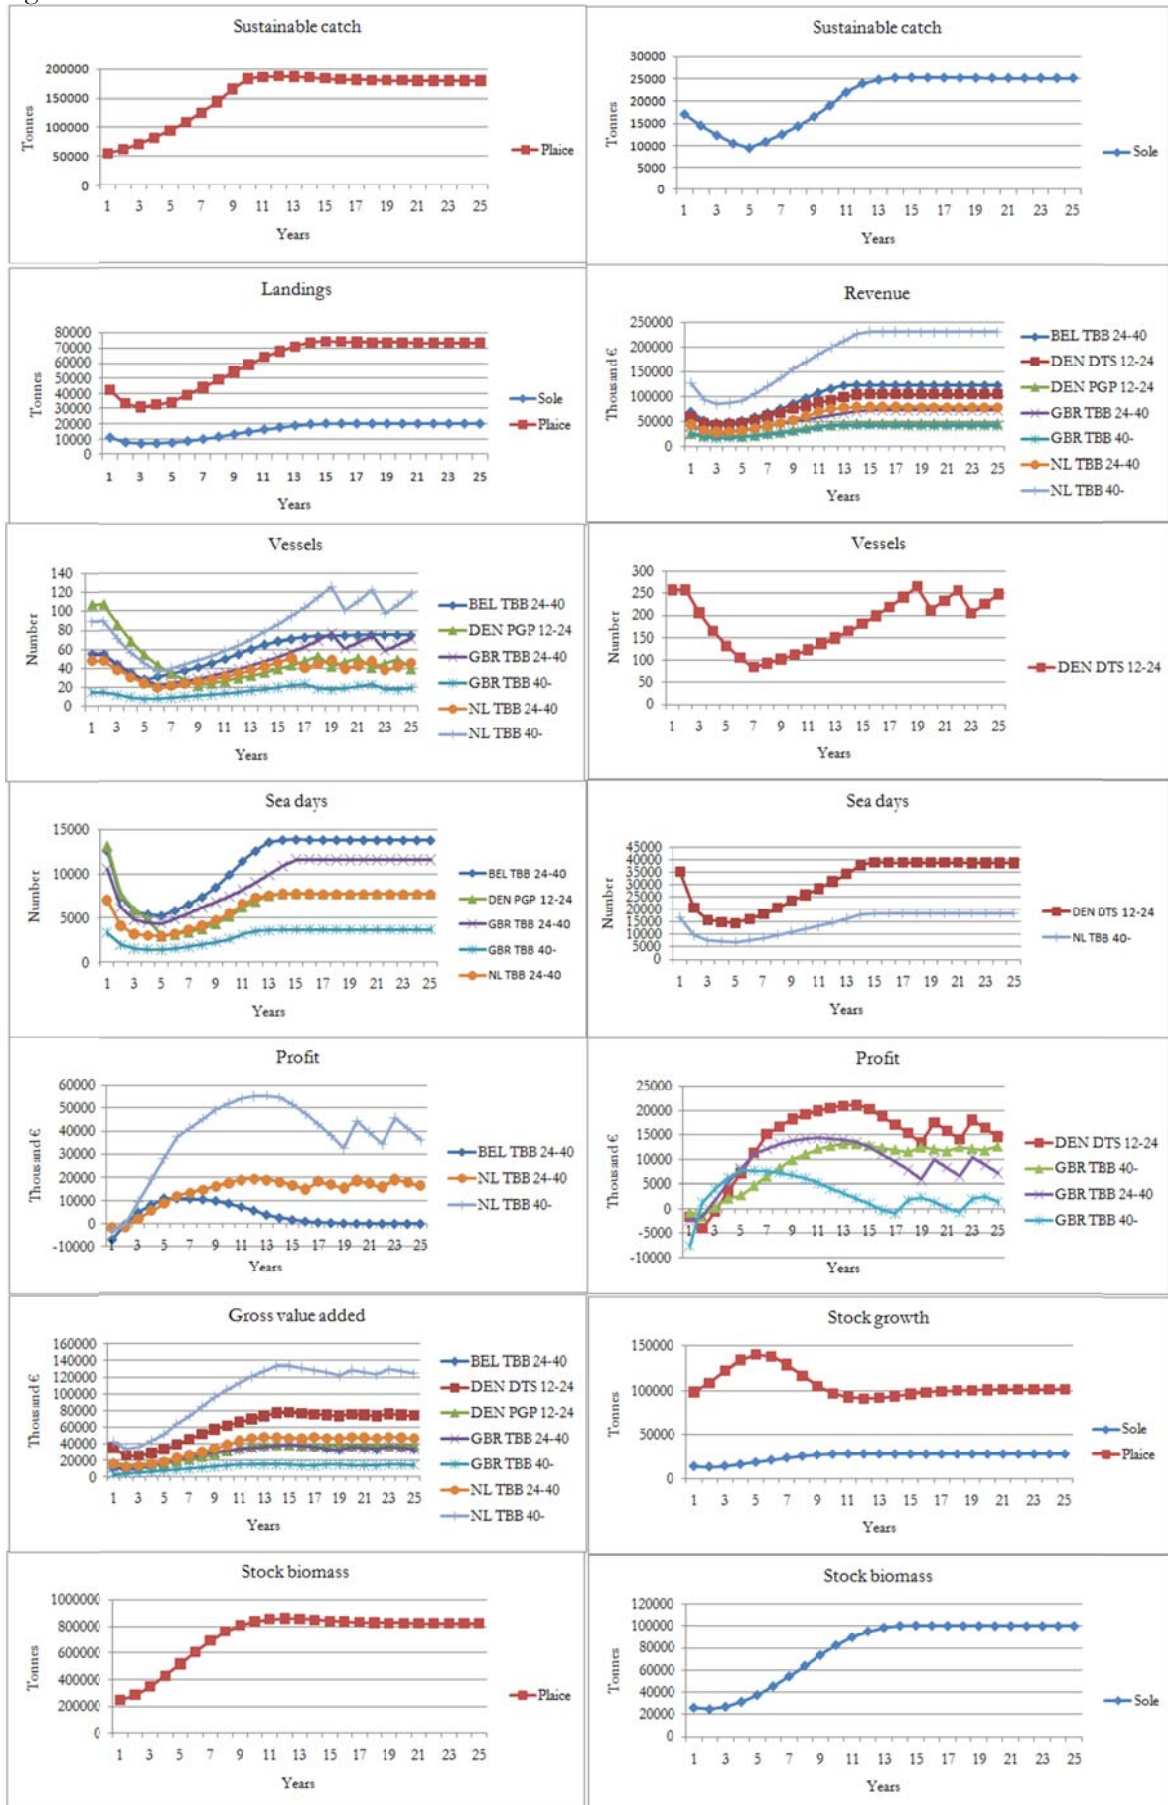 Sustainable catch
200000
150000
100000
50000
0
Tonnes
1 3 5 7 9 11 13 15 17 19 21 23 25
Years
Plaice
Sustainable catch
30000
25000
20000
15000
10000
5000
0
Tonnes
1 3 5 7 9 11 13 15 17 19 21 23 25
Years
Sole
Landings
80000
70000
60000
50000
40000
30000
20000
10000
0
Tonnes
1 3 5 7 9 11 13 15 17 19 21 23 25
Years
Sole
Plaice
Revenue
250000
200000
150000
100000
50000
0
Thousand €
1 3 5 7 9 11 13 15 17 19 21 23 25
Years
BEL TBB 24-40
DEN DTS 12-24
DEN PGP 12-24
GBR TBB 24-40
GBR TBB 40-
NL TBB 24-40
NL TBB 40-
Vessels
140
120
100
80
60
40
20
0
Number
1 3 5 7 9 11 13 15 17 19 21 23 25
Years
BEL TBB 24-40
DEN PGP 12-24
GBR TBB 24-40
GBR TBB 40-
NL TBB 24-40
NL TBB 40-
Vessels
300
250
200
150
100
50
0
Number
1 3 5 7 9 11 13 15 17 19 21 23 25
Years
DEN DTS 12-24
Sea days
15000
10000
5000
0
Number
1 3 5 7 9 11 13 15 17 19 21 23 25
Years
BEL TBB 24-40
DEN PGP 12-24
GBR TBB 24-40
GBR TBB 40-
NL TBB 24-40
Sea days
45000
40000
35000
30000
25000
20000
15000
10000
5000
0
Number
1 3 5 7 9 11 13 15 17 19 21 23 25
Years
DEN DTS 12-24
NL TBB 40-
Profit
60000
50000
40000
30000
20000
10000
0
-10000
Thousand €
1 3 5 7 9 11 13 15 17 19 21 23 25
Years
BEL TBB 24-40
NL TBB 24-40
NL TBB 40-
Profit
25000
20000
15000
10000
5000
0
-5000
-10000
Thousand €
1 3 5 7 9 11 13 15 17 19 21 23 25
Years
DEN DTS 12-24
GBR TBB 40-
GBR TBB 24-40
GBR TBB 40-
Gross value added
160000
140000
120000
100000
80000
60000
40000
20000
0
Thousand €
1 3 5 7 9 11 13 15 17 19 21 23 25
Years
BEL TBB 24-40
DEN DTS 12-24
DEN PGP 12-24
GBR TBB 24-40
GBR TBB 40-
NL TBB 24-40
NL TBB 40-
Stock growth
150000
100000
50000
0
Tonnes
1 3 5 7 9 11 13 15 17 19 21 23 25
Years
Sole
Plaice
Stock biomass
1000000
800000
600000
400000
200000
0
Tonnes
1 3 5 7 9 11 13 15 17 19 21 23 25
Years
Plaice
Stock biomass
120000
100000
80000
60000
40000
20000
0
Tonnes
1 3 5 7 9 11 13 15 17 19 21 23 25
Years
Sole